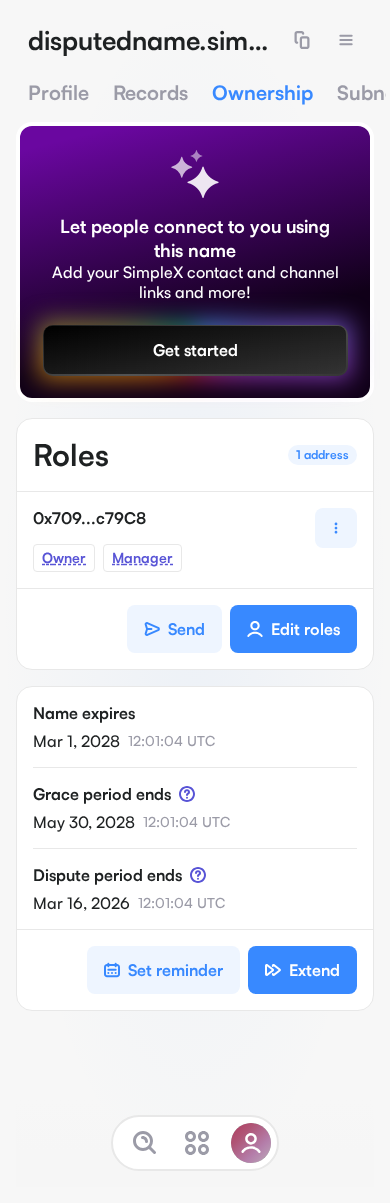 disputedname.sim...
Profile Records Ownership Subn
Let people connect to you using
this name
Add your SimpleX contact and channel
links and more!
Get started
Roles
1 address
0x709...c79C8
Owner Manager
Send Edit roles
Name expires
Mar 1, 2028 12:01:04 UTC
Grace period ends
May 30, 2028 12:01:04 UTC
Dispute period ends
Mar 16, 2026 12:01:04 UTC
Set reminder Extend